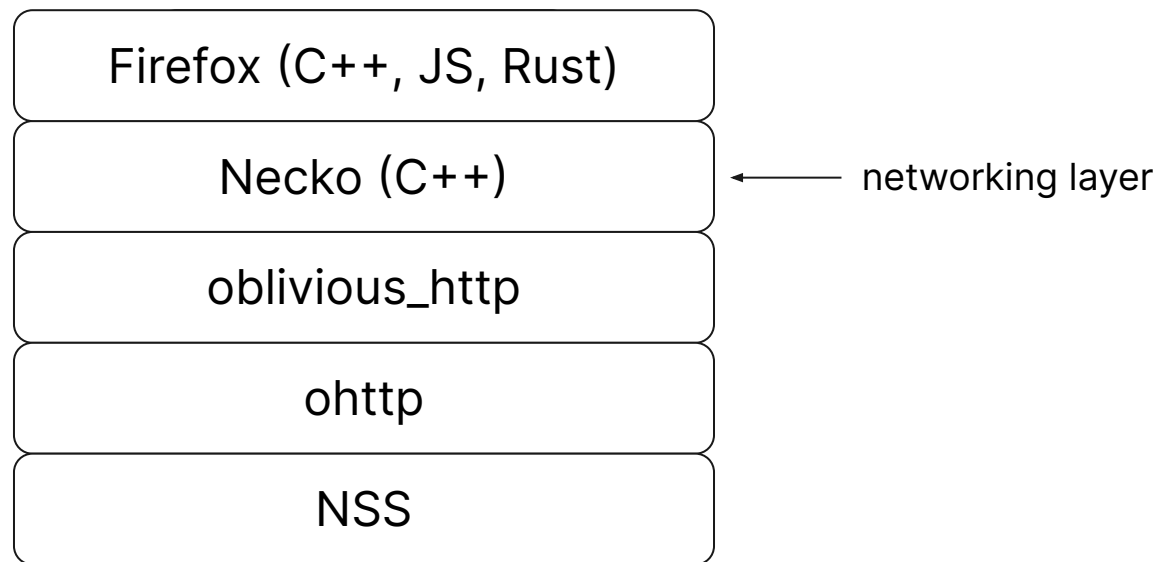 Firefox (C++, JS, Rust)
Necko (C++)
networking layer
oblivious_http
ohttp
NSS